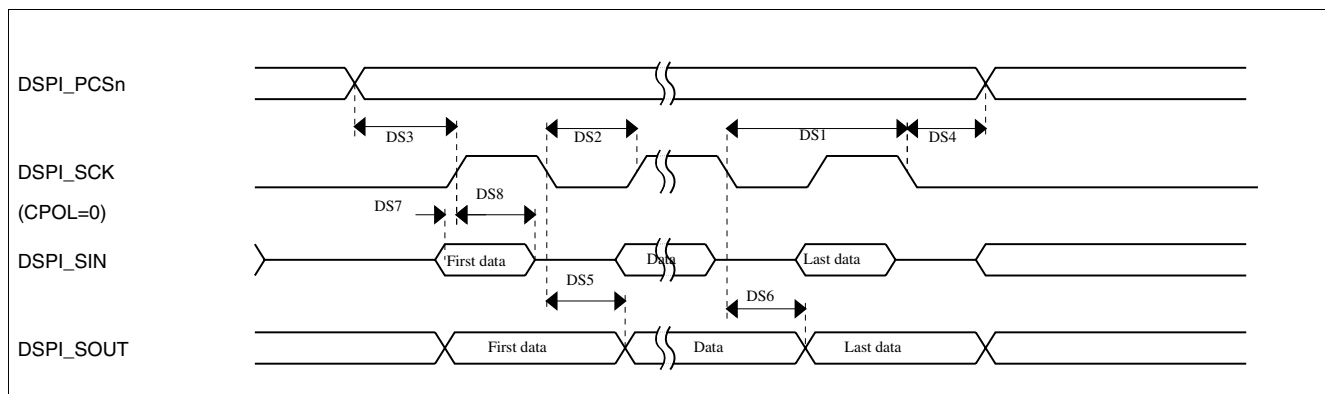 DSPI_PCSn
DS3
DS2
DS1
DS4
DSPI_SCK
(CPOL=0)
DS7
DS8
DSPI_SIN
First data
Data
Last data
DS5
DS6
DSPI_SOUT
First data
Data
Last data